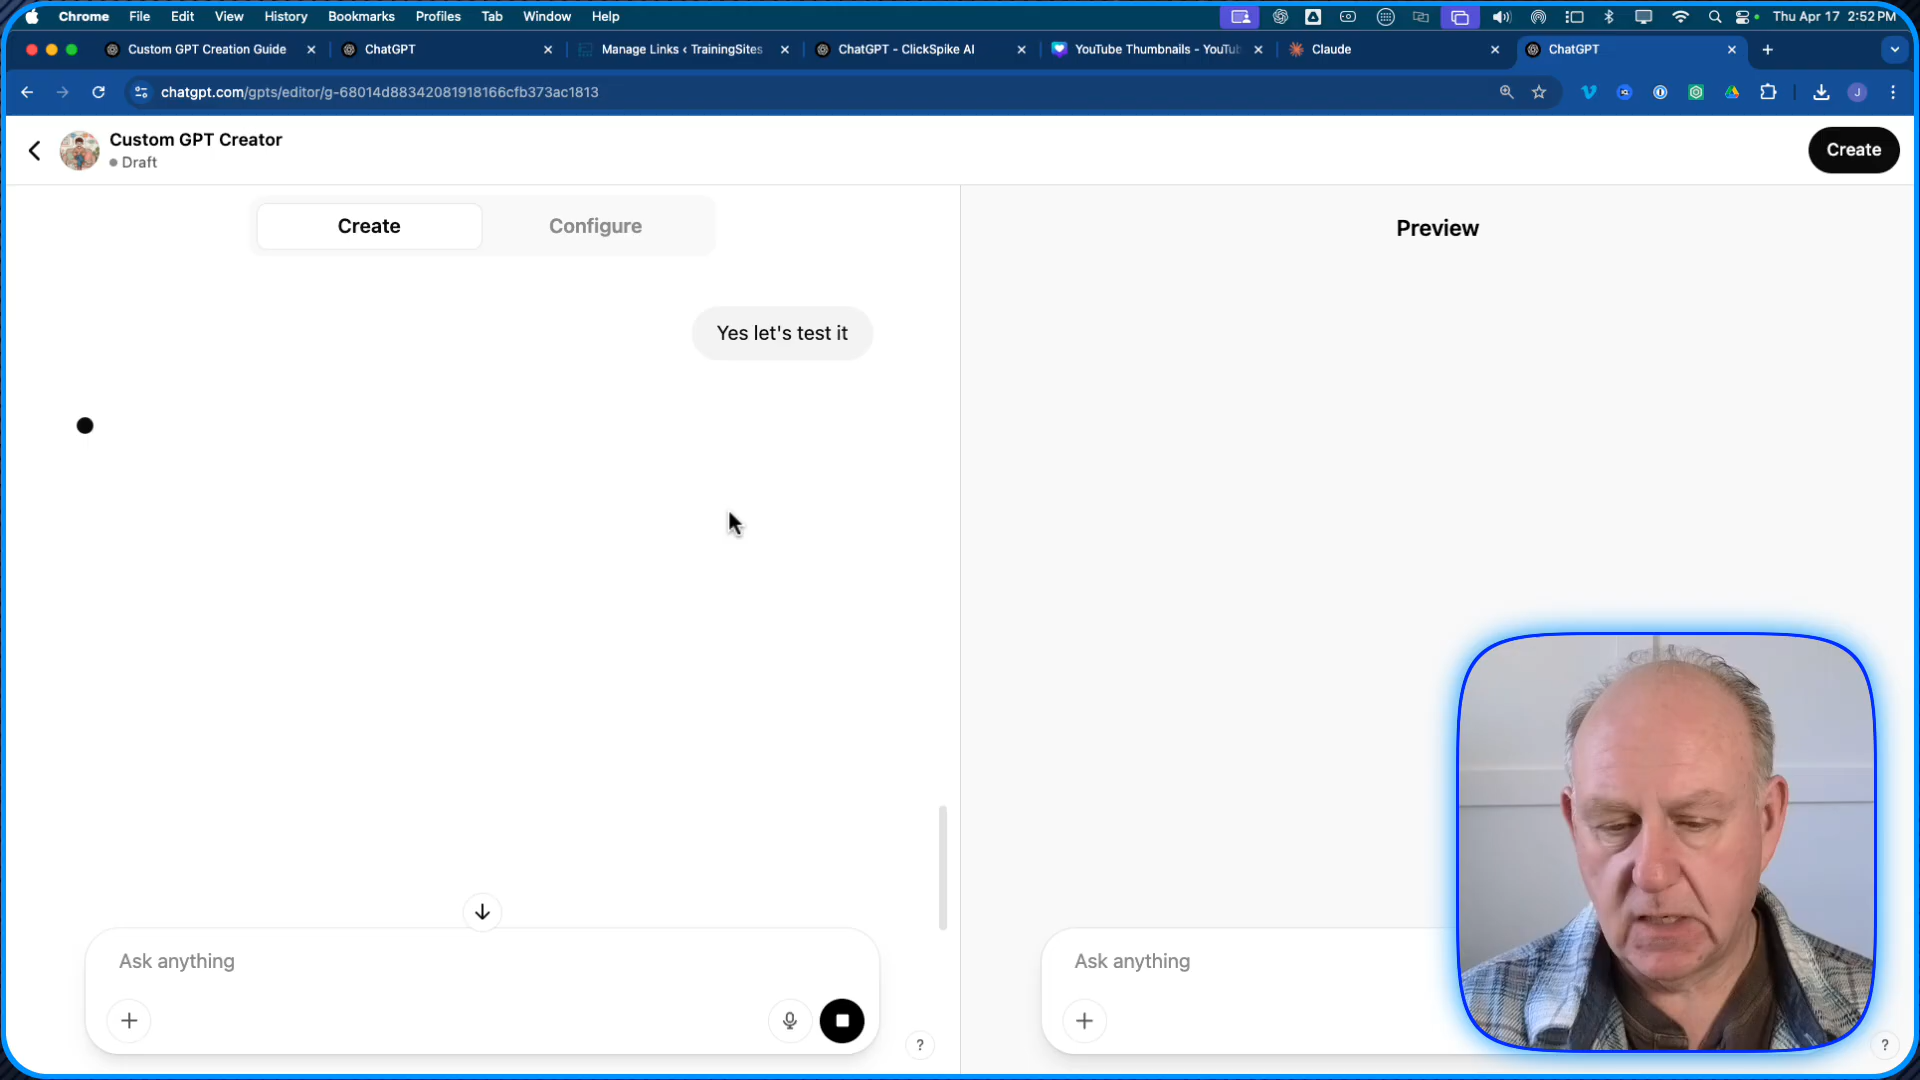 Chrome File Edit View History Bookmarks Profiles Tab Window Help Thu Apr 17 2:52 PM
Custom GPT Creation Guide ChatGPT Manage Links ‹ TrainingSites ChatGPT - ClickSpike AI YouTube Thumbnails - YouTu Claude ChatGPT
chatgpt.com/gpts/editor/g-68014d88342081918166cfb373ac1813
J
Custom GPT Creator
Draft
Create
Create Configure
Preview
Yes let's test it
Ask anything
Ask anything
?
?